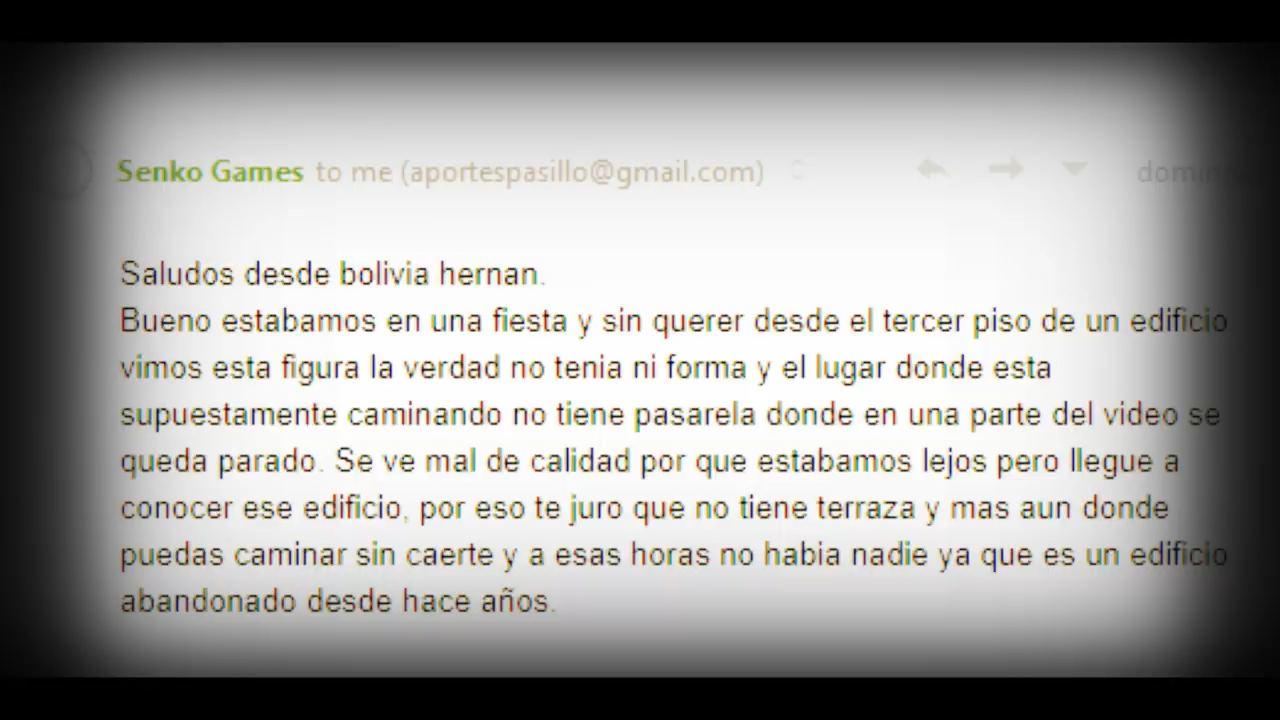 Senko Games to me (aportespasillo@gmail.com)
Saludos desde bolivia hernan.
Bueno estabamos en una fiesta y sin querer desde el tercer piso de un edificio
vimos esta figura la verdad no tenia ni forma y el lugar donde esta
supuestamente caminando no tiene pasarela donde en una parte del video se
queda parado. Se ve mal de calidad por que estabamos lejos pero llegue a
conocer ese edificio, por eso te juro que no tiene terraza y mas aun donde
puedas caminar sin caerte y a esas horas no habia nadie ya que es un edificio
abandonado desde hace años.